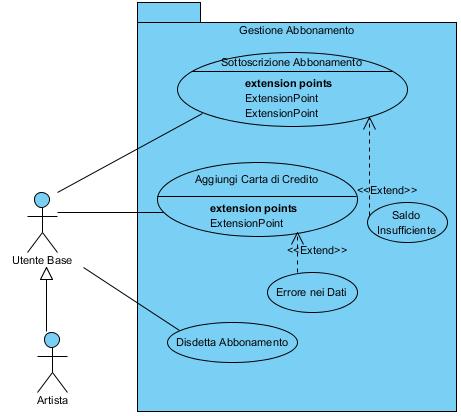 Gestione Abbonamento
Sottoscrizione Abbonamento
extension points
ExtensionPoint
ExtensionPoint
Aggiungi Carta di Credito
extension points
ExtensionPoint
<<Extend>>
Saldo
Insufficiente
<<Extend>>
Errore nei Dati
Utente Base
Disdetta Abbonamento
Artista